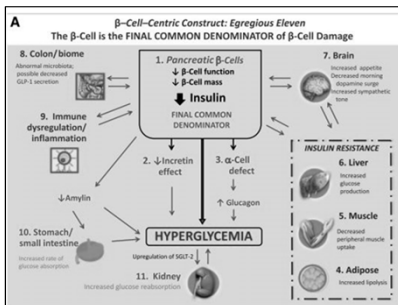 A
β–Cell–Centric Construct: Egregious Eleven
The β-Cell is the FINAL COMMON DENOMINATOR of β-Cell Damage
8. Colon/biome
Abnormal microbiota;
possible decreased
GLP-1 secretion
9. Immune
dysregulation/
inflammation
↓Amylin
10. Stomach/
small intestine
Increased rate of
glucose absorption
1. Pancreatic β-Cells
↓ β-Cell function
↓ β-Cell mass
↓ Insulin
FINAL COMMON
DENOMINATOR
2. ↓Incretin
effect
3. α-Cell
defect
↑ Glucagon
HYPERGLYCEMIA
Upregulation of SGLT-2
11. Kidney
Increased glucose reabsorption
7. Brain
Increased appetite
Decreased morning
dopamine surge
Increased sympathetic
tone
INSULIN RESISTANCE
6. Liver
Increased
glucose
production
5. Muscle
Decreased
peripheral muscle
uptake
4. Adipose
Increased lipolysis